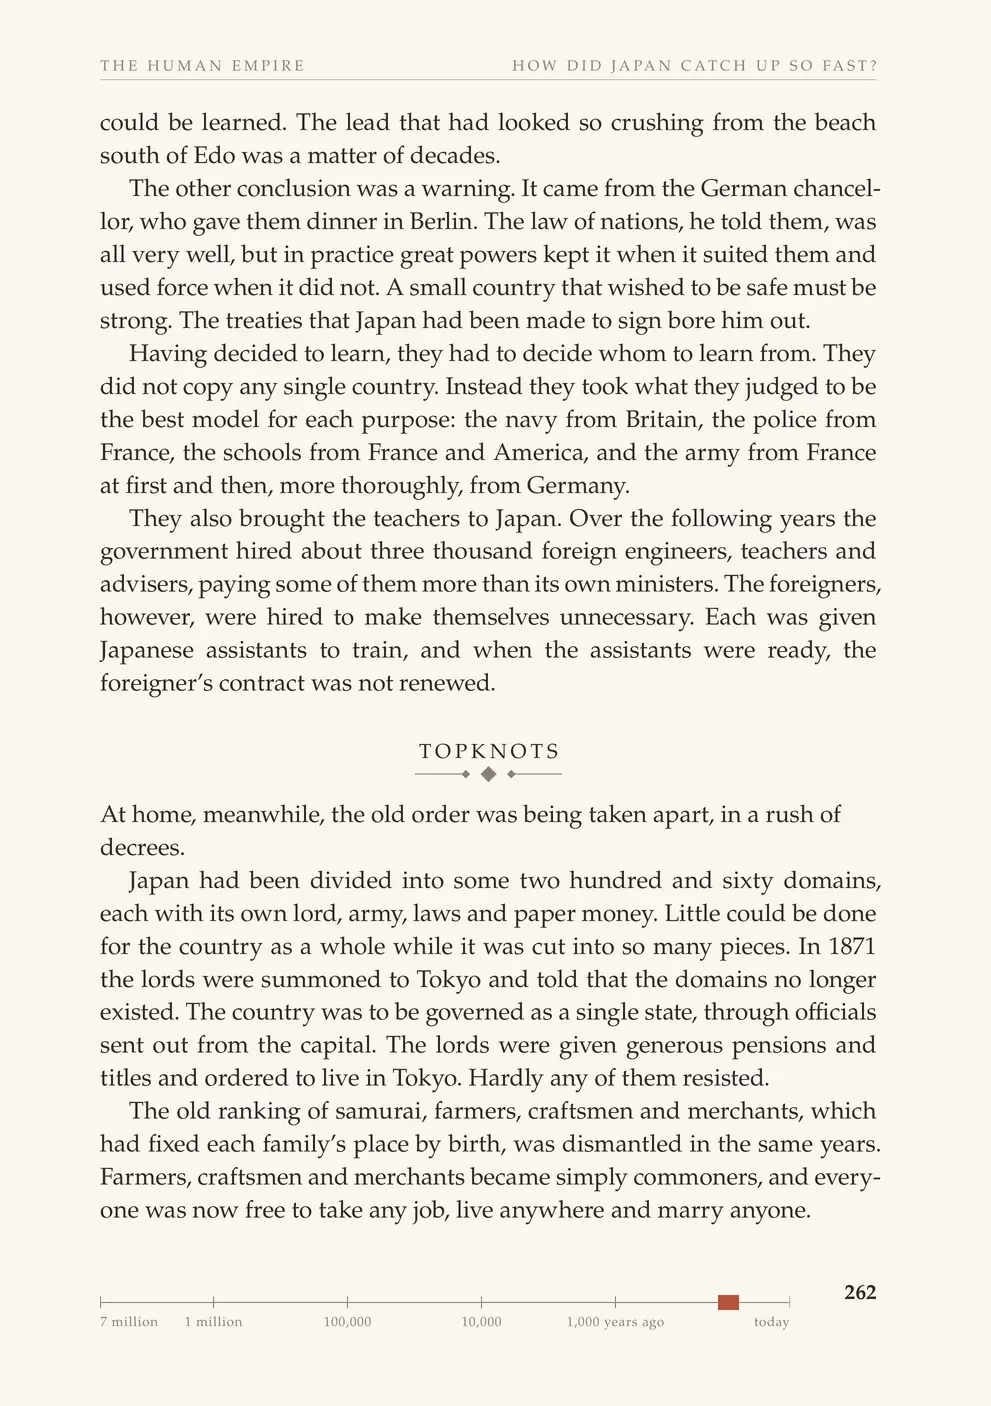 THE HUMAN EMPIRE
HOW DID JAPAN CATCH UP SO FAST?
could be learned. The lead that had looked so crushing from the beach
south of Edo was a matter of decades.
The other conclusion was a warning. It came from the German chancel-
lor, who gave them dinner in Berlin. The law of nations, he told them, was
all very well, but in practice great powers kept it when it suited them and
used force when it did not. A small country that wished to be safe must be
strong. The treaties that Japan had been made to sign bore him out.
Having decided to learn, they had to decide whom to learn from. They
did not copy any single country. Instead they took what they judged to be
the best model for each purpose: the navy from Britain, the police from
France, the schools from France and America, and the army from France
at first and then, more thoroughly, from Germany.
They also brought the teachers to Japan. Over the following years the
government hired about three thousand foreign engineers, teachers and
advisers, paying some of them more than its own ministers. The foreigners,
however, were hired to make themselves unnecessary. Each was given
Japanese assistants to train, and when the assistants were ready, the
foreigner’s contract was not renewed.
TOPKNOTS
At home, meanwhile, the old order was being taken apart, in a rush of
decrees.
Japan had been divided into some two hundred and sixty domains,
each with its own lord, army, laws and paper money. Little could be done
for the country as a whole while it was cut into so many pieces. In 1871
the lords were summoned to Tokyo and told that the domains no longer
existed. The country was to be governed as a single state, through officials
sent out from the capital. The lords were given generous pensions and
titles and ordered to live in Tokyo. Hardly any of them resisted.
The old ranking of samurai, farmers, craftsmen and merchants, which
had fixed each family’s place by birth, was dismantled in the same years.
Farmers, craftsmen and merchants became simply commoners, and every-
one was now free to take any job, live anywhere and marry anyone.
262
7 million 1 million 100,000 10,000 1,000 years ago today